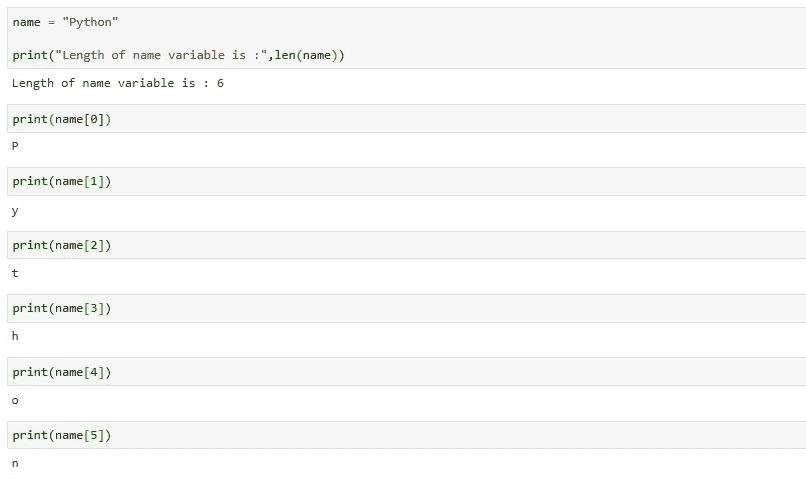 name = "Python"
print("Length of name variable is :",len(name))
Length of name variable is : 6
print(name[0])
P
print(name[1])
y
print(name[2])
t
print(name[3])
h
print(name[4])
o
print(name[5])
n